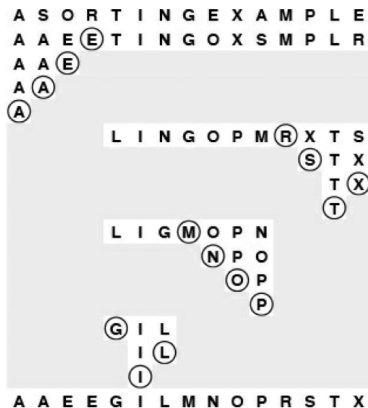 A S O R T I N G E X A M P L E
A A E E T I N G O X S M P L R
A A E
A A
A
L I N G O P M R X T S
S T X
T X
T
L I G M O P N
N P O
O P
P
G I L
I L
I
A A E E G I L M N O P R S T X